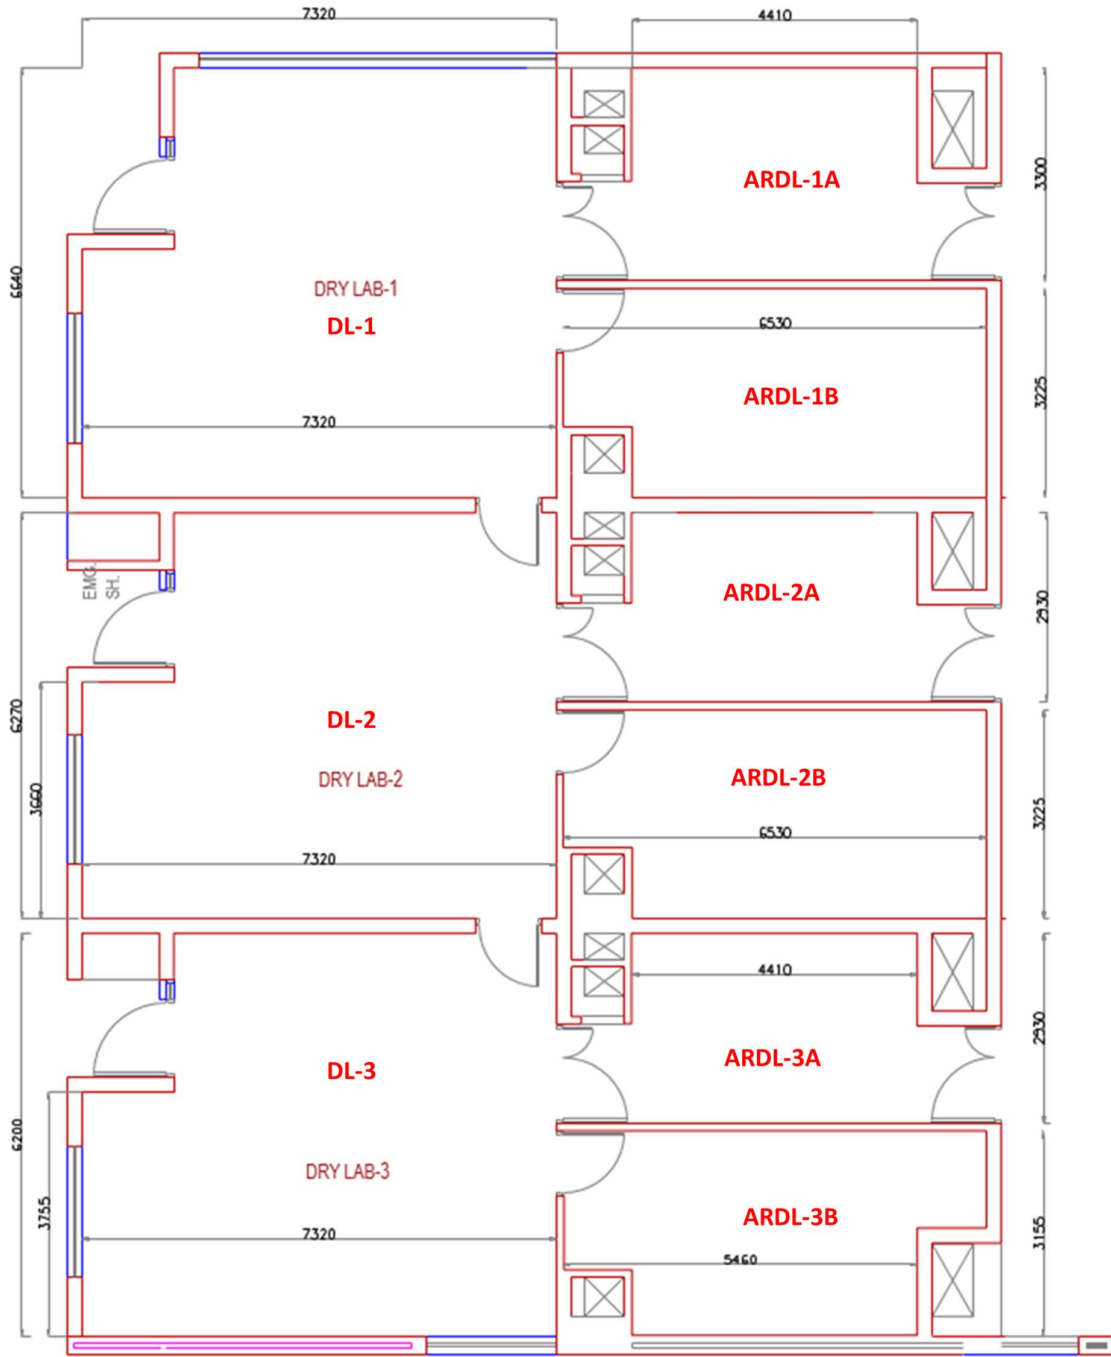 7320
4410
ARDL-1A
3300
6640
DRY LAB-1
DL-1
6530
ARDL-1B
3225
7320
EMG.
SH.
ARDL-2A
2930
6270
3660
DL-2
DRY LAB-2
ARDL-2B
6530
3225
7320
4410
ARDL-3A
2930
DL-3
6200
3755
DRY LAB-3
ARDL-3B
3155
7320
5460